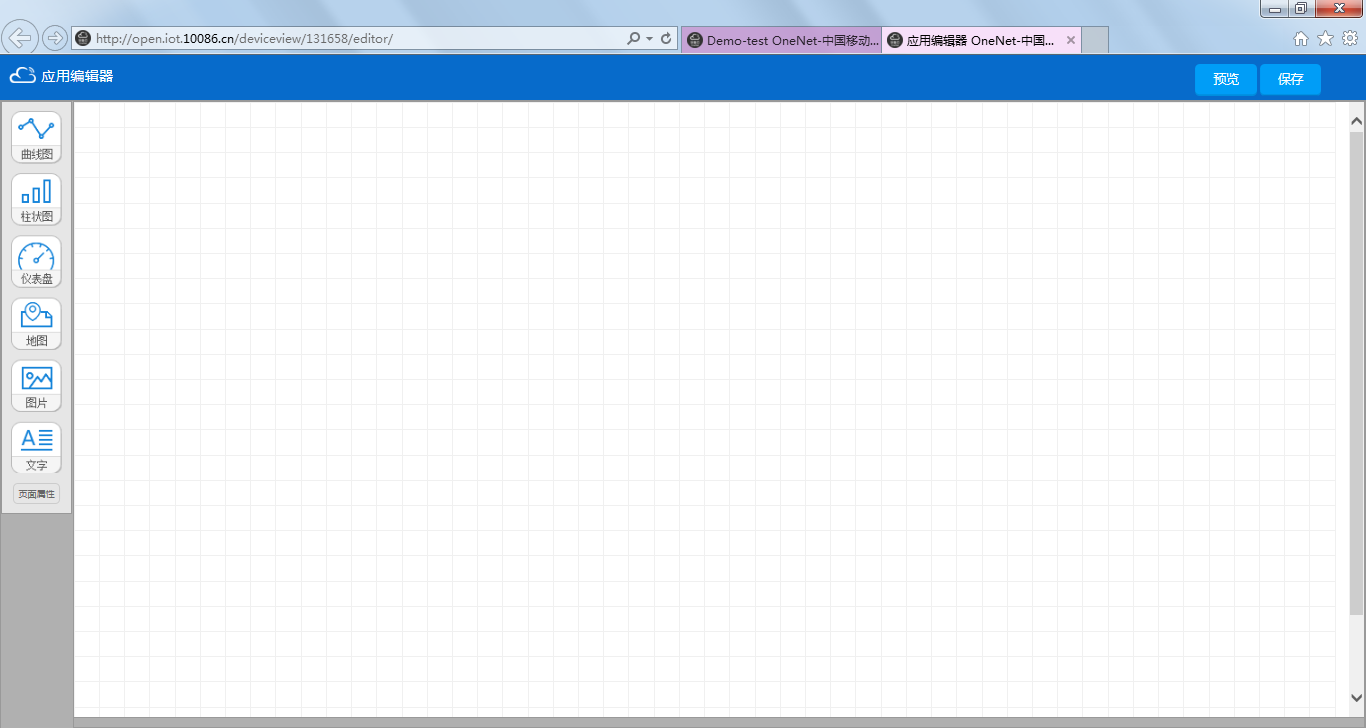 http://open.iot.10086.cn/deviceview/131658/editor/
Demo-test OneNet-中国移动...
应用编辑器 OneNet-中国...
应用编辑器
预览
保存
曲线图
柱状图
仪表盘
地图
图片
A
文字
页面属性